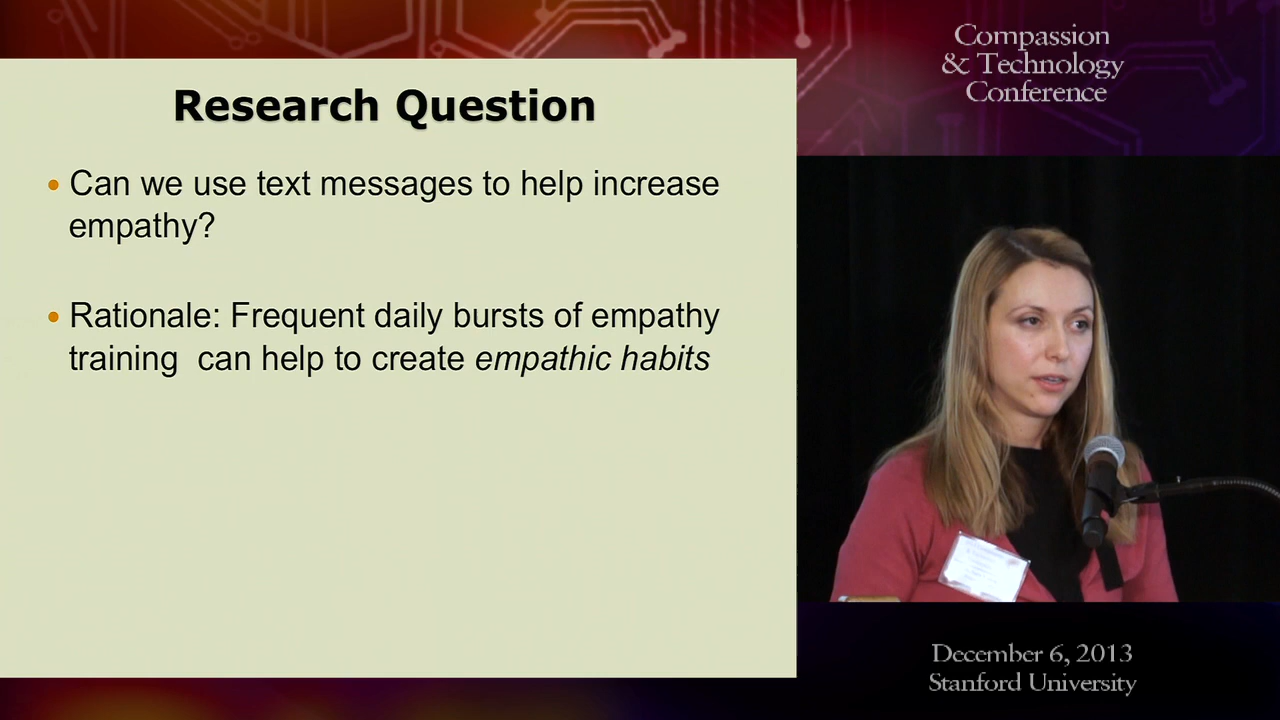 Compassion
& Technology
Conference
Research Question
• Can we use text messages to help increase
empathy?
• Rationale: Frequent daily bursts of empathy
training  can help to create empathic habits
December 6, 2013
Stanford University